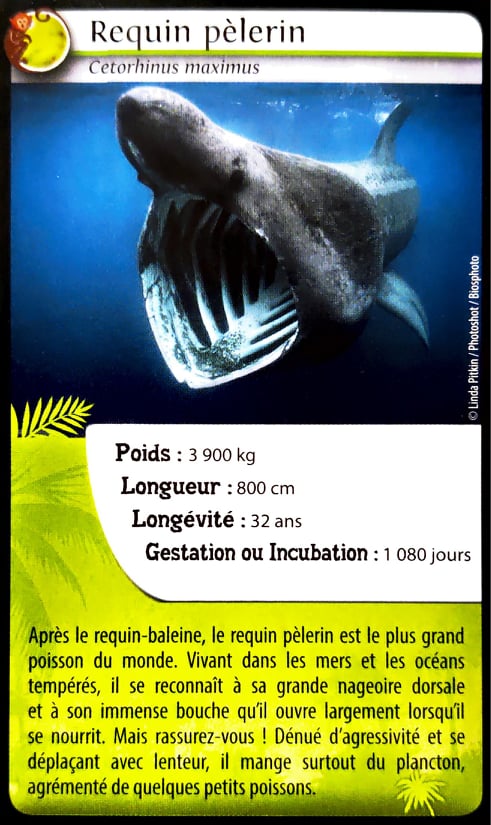 Requin pèlerin
Cetorhinus maximus
© Linda Pitkin / Photoshot / Biosphoto
Poids : 3 900 kg
Longueur : 800 cm
Longévité : 32 ans
Gestation ou Incubation : 1 080 jours
Après le requin-baleine, le requin pèlerin est le plus grand
poisson du monde. Vivant dans les mers et les océans
tempérés, il se reconnaît à sa grande nageoire dorsale
et à son immense bouche qu'il ouvre largement lorsqu'il
se nourrit. Mais rassurez-vous ! Dénué d'agressivité et se
déplaçant avec lenteur, il mange surtout du plancton,
agrémenté de quelques petits poissons.